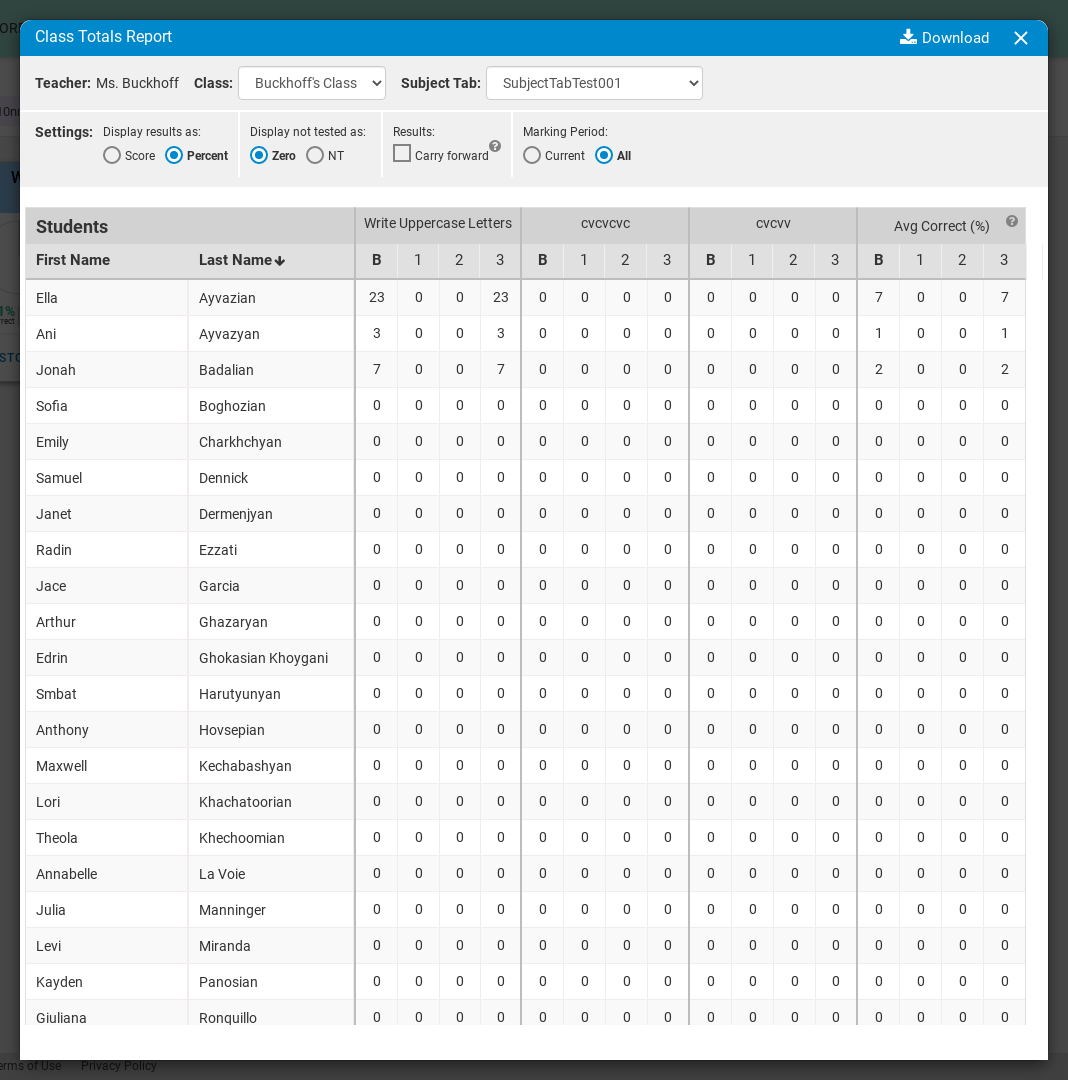 Class Totals Report Download
Teacher: Ms. Buckhoff Class: Buckhoff's Class Subject Tab: SubjectTabTest001
Settings: Display results as: Display not tested as: Results: Marking Period:
Score Percent Zero NT Carry forward ? Current All
Students Write Uppercase Letters cvcvcvc cvcvv Avg Correct (%) ?
First Name Last Name B 1 2 3 B 1 2 3 B 1 2 3 B 1 2 3
Ella Ayvazian 23 0 0 23 0 0 0 0 0 0 0 0 7 0 0 7
Ani Ayvazyan 3 0 0 3 0 0 0 0 0 0 0 0 1 0 0 1
Jonah Badalian 7 0 0 7 0 0 0 0 0 0 0 0 2 0 0 2
Sofia Boghozian 0 0 0 0 0 0 0 0 0 0 0 0 0 0 0 0
Emily Charkhchyan 0 0 0 0 0 0 0 0 0 0 0 0 0 0 0 0
Samuel Dennick 0 0 0 0 0 0 0 0 0 0 0 0 0 0 0 0
Janet Dermenjyan 0 0 0 0 0 0 0 0 0 0 0 0 0 0 0 0
Radin Ezzati 0 0 0 0 0 0 0 0 0 0 0 0 0 0 0 0
Jace Garcia 0 0 0 0 0 0 0 0 0 0 0 0 0 0 0 0
Arthur Ghazaryan 0 0 0 0 0 0 0 0 0 0 0 0 0 0 0 0
Edrin Ghokasian Khoygani 0 0 0 0 0 0 0 0 0 0 0 0 0 0 0 0
Smbat Harutyunyan 0 0 0 0 0 0 0 0 0 0 0 0 0 0 0 0
Anthony Hovsepian 0 0 0 0 0 0 0 0 0 0 0 0 0 0 0 0
Maxwell Kechabashyan 0 0 0 0 0 0 0 0 0 0 0 0 0 0 0 0
Lori Khachatoorian 0 0 0 0 0 0 0 0 0 0 0 0 0 0 0 0
Theola Khechoomian 0 0 0 0 0 0 0 0 0 0 0 0 0 0 0 0
Annabelle La Voie 0 0 0 0 0 0 0 0 0 0 0 0 0 0 0 0
Julia Manninger 0 0 0 0 0 0 0 0 0 0 0 0 0 0 0 0
Levi Miranda 0 0 0 0 0 0 0 0 0 0 0 0 0 0 0 0
Kayden Panosian 0 0 0 0 0 0 0 0 0 0 0 0 0 0 0 0
Giuliana Ronquillo 0 0 0 0 0 0 0 0 0 0 0 0 0 0 0 0
of Use Privacy Policy